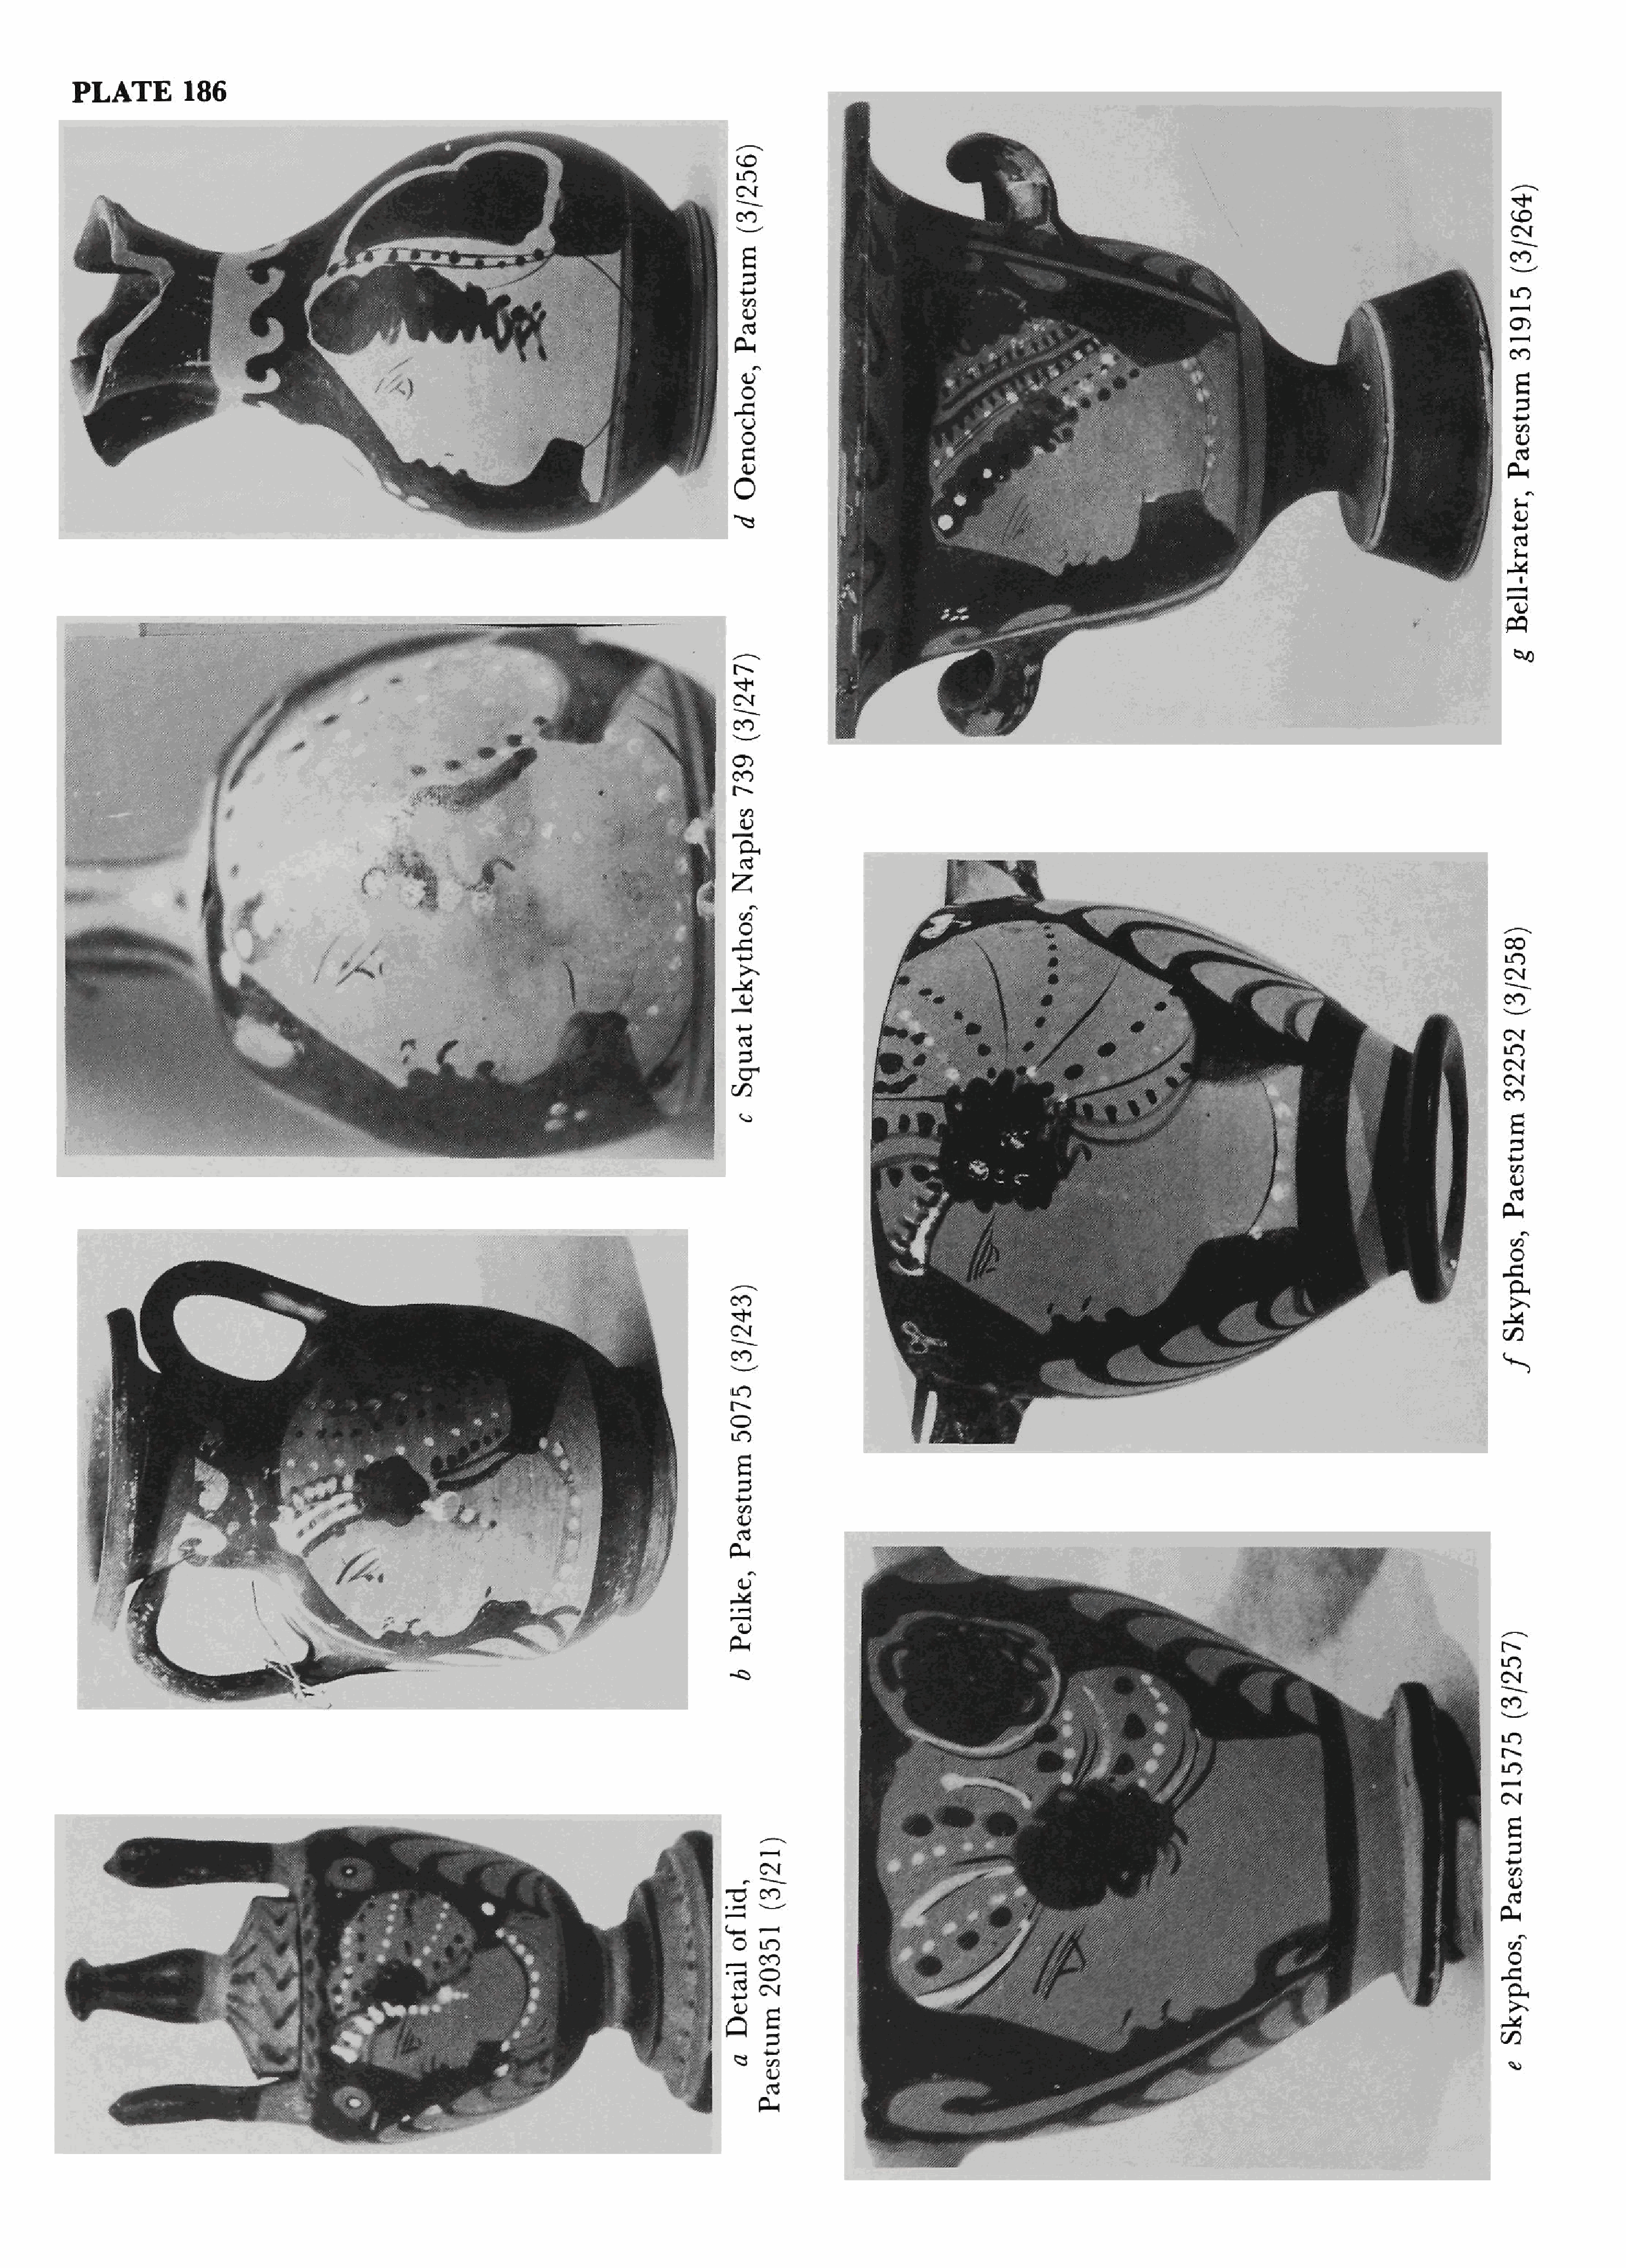 PLATE 186
a Detail of lid,
Paestum 20351 (3/21)
b Pelike, Paestum 5075 (3/243)
c Squat lekythos, Naples 739 (3/247)
d Oenochoe, Paestum (3/256)
e Skyphos, Paestum 21575 (3/257)
f Skyphos, Paestum 32252 (3/258)
g Bell-krater, Paestum 31915 (3/264)